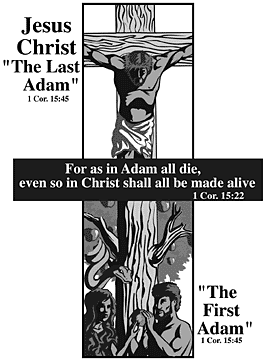 Jesus
Christ
"The Last
Adam"
1 Cor. 15:45
For as in Adam all die,
even so in Christ shall all be made alive
1 Cor. 15:22
"The
First
Adam"
1 Cor. 15:45